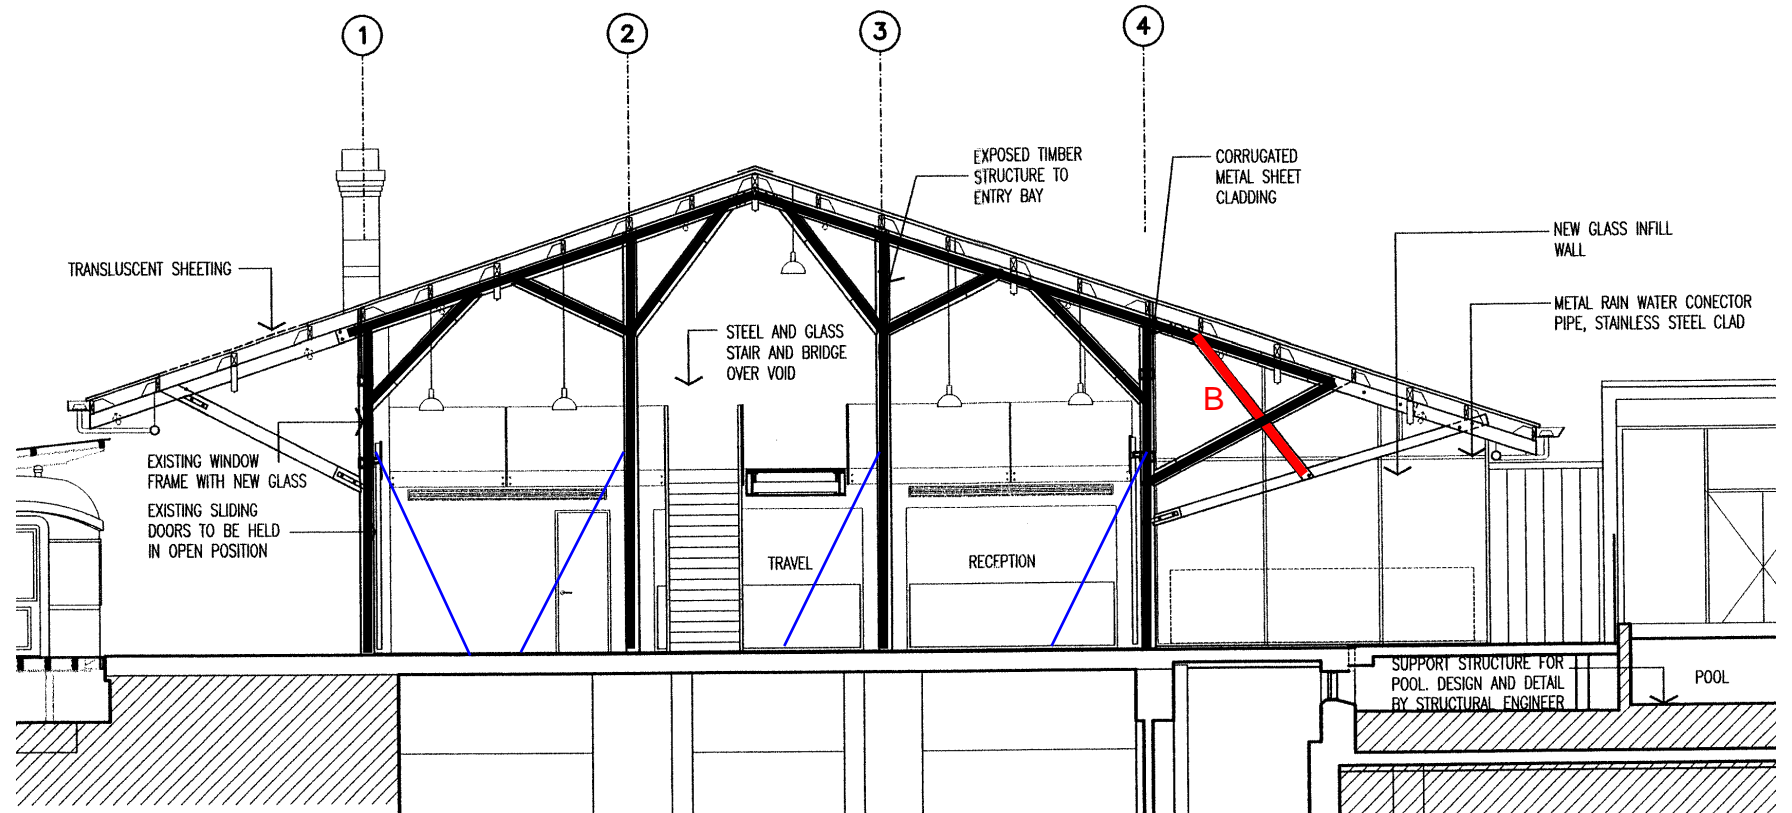 1
2
3
4
EXPOSED TIMBER
STRUCTURE TO
ENTRY BAY
CORRUGATED
METAL SHEET
CLADDING
NEW GLASS INFILL
WALL
TRANSLUSCENT SHEETING
METAL RAIN WATER CONECTOR
PIPE, STAINLESS STEEL CLAD
STEEL AND GLASS
STAIR AND BRIDGE
OVER VOID
B
EXISTING WINDOW
FRAME WITH NEW GLASS
EXISTING SLIDING
DOORS TO BE HELD
IN OPEN POSITION
TRAVEL
RECEPTION
SUPPORT STRUCTURE FOR
POOL. DESIGN AND DETAIL
BY STRUCTURAL ENGINEER
POOL